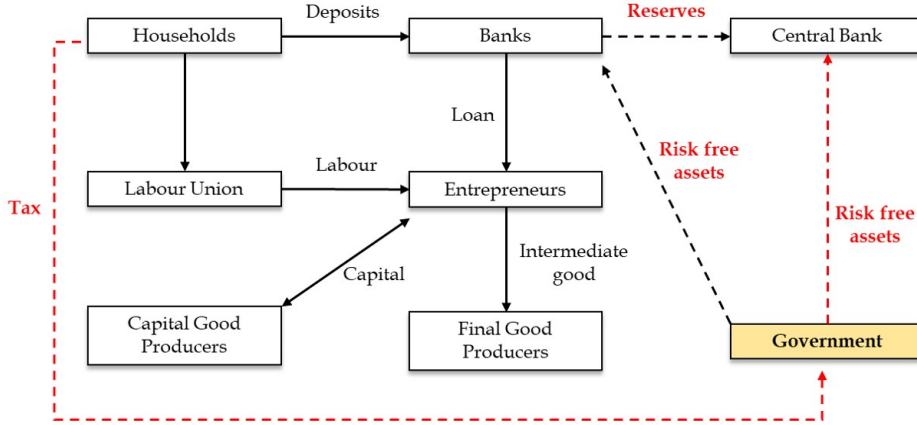 Deposits
Reserves
Households
Banks
Central Bank
Loan
Risk free
assets
Labour
Labour Union
Entrepreneurs
Tax
Risk free
assets
Intermediate
good
Capital
Capital Good
Producers
Final Good
Producers
Government